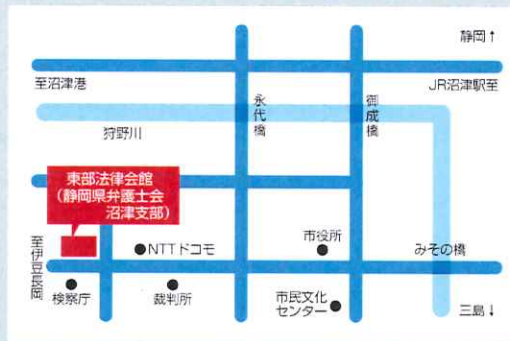 静岡↑
至沼津港
JR沼津駅至
永代橋
御成橋
狩野川
東部法律会館
(静岡県弁護士会
沼津支部)
至伊豆長岡
NTTドコモ
市役所
みその橋
検察庁
裁判所
市民文化
センター
三島↓